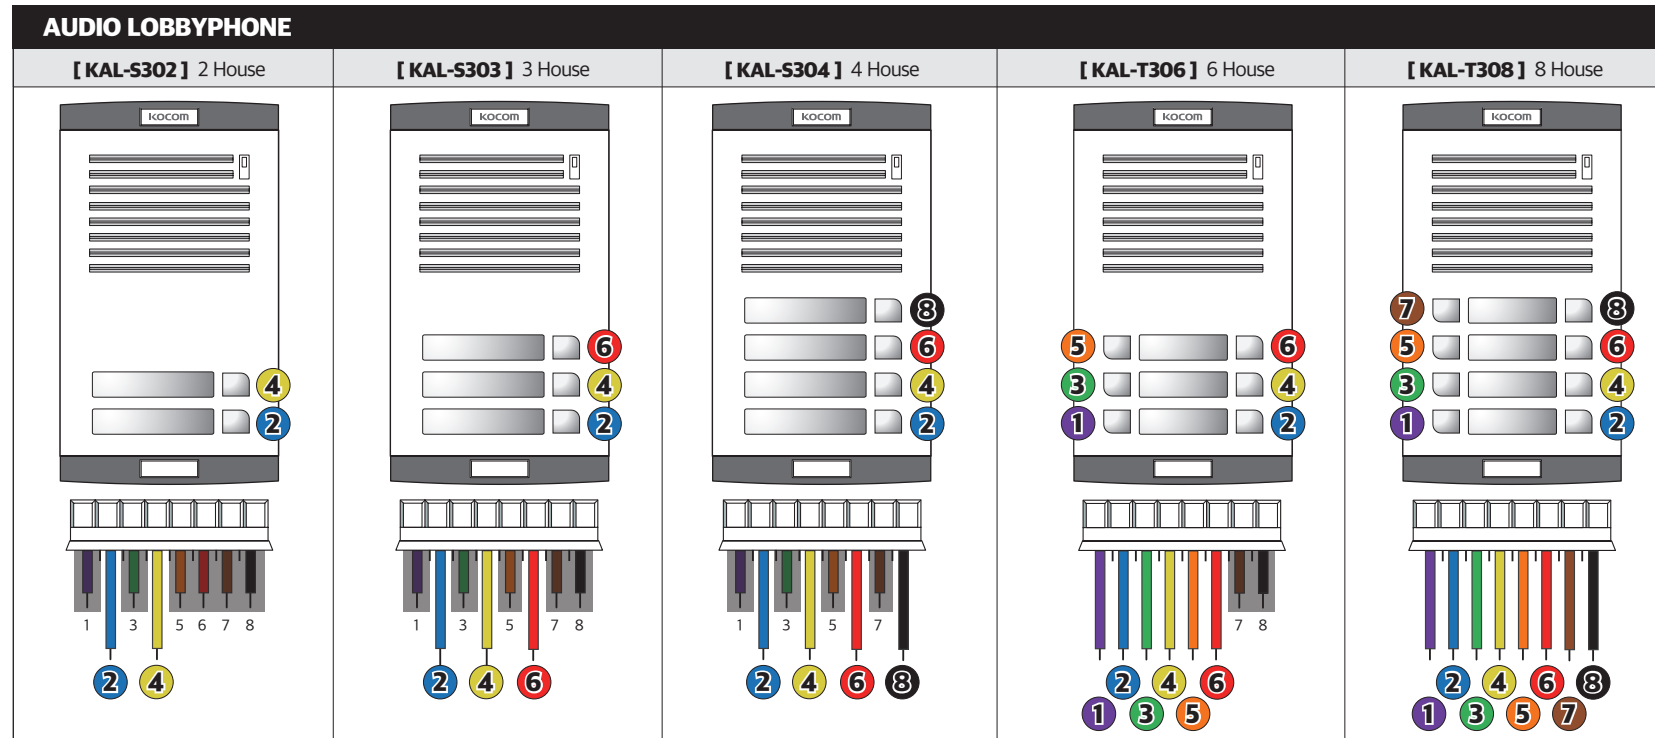 AUDIO LOBBYPHONE
[ KAL-S302 ] 2 House
[ KAL-S303 ] 3 House
[ KAL-S304 ] 4 House
[ KAL-T306 ] 6 House
[ KAL-T308 ] 8 House
KOCOM
KOCOM
KOCOM
KOCOM
KOCOM
4
2
6
4
2
8
6
4
2
5 6
3 4
1 2
7 8
5 6
3 4
1 2
1 3 5 6 7 8
2 4
1 3 5 7 8
2 4 6
1 3 5 7
2 4 6 8
7 8
2 4 6
1 3 5
2 4 6 8
1 3 5 7